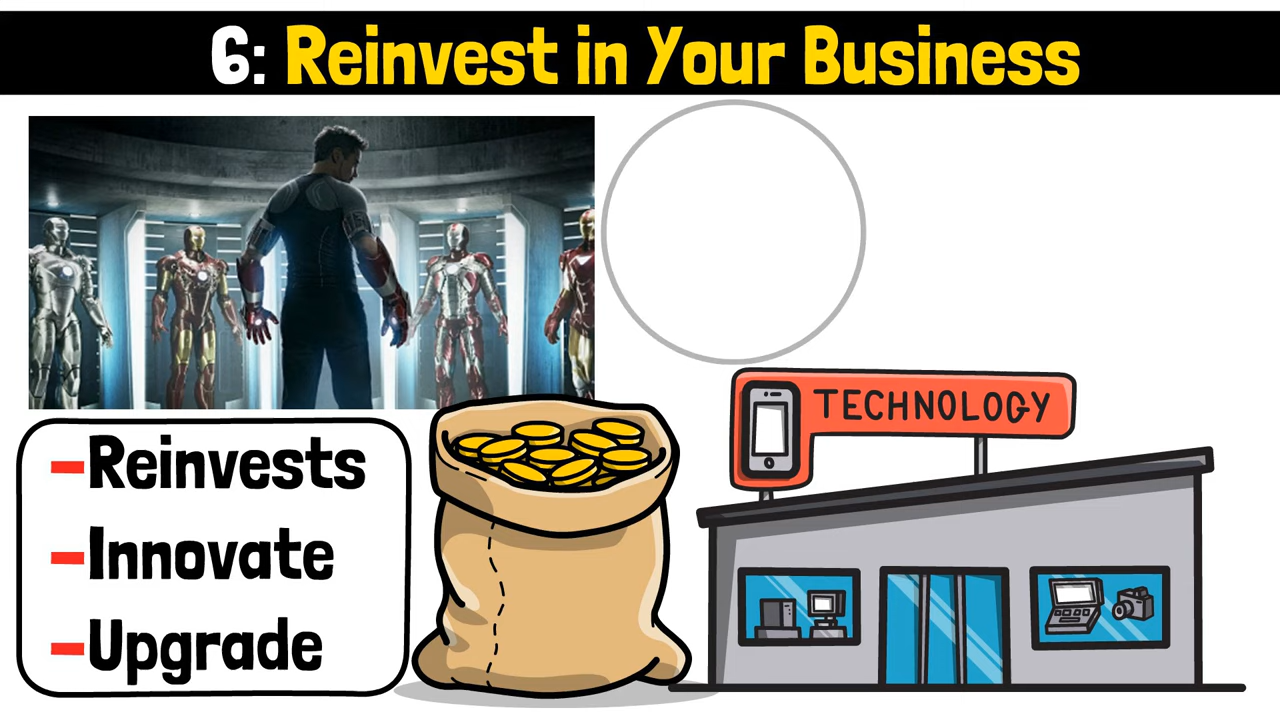 6: Reinvest in Your Business
TECHNOLOGY
-Reinvests
-Innovate
-Upgrade